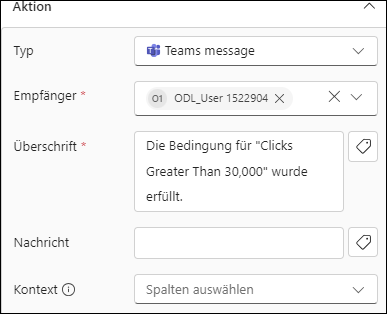 Aktion
Typ
Teams message
Empfänger *
O1 ODL_User 1522904
Überschrift *
Die Bedingung für "Clicks
Greater Than 30,000" wurde
erfüllt.
Nachricht
Kontext
Spalten auswählen